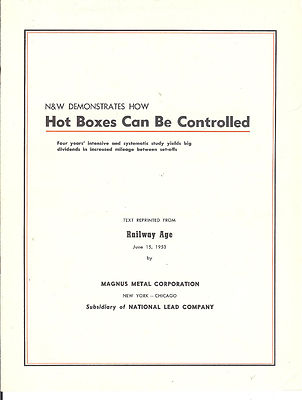 N&W DEMONSTRATES HOW
Hot Boxes Can Be Controlled
Four years' intensive and systematic study yields big
dividends in increased mileage between set-offs
TEXT REPRINTED FROM
Railway Age
June 15, 1953
by
MAGNUS METAL CORPORATION
NEW YORK – CHICAGO
Subsidiary of NATIONAL LEAD COMPANY